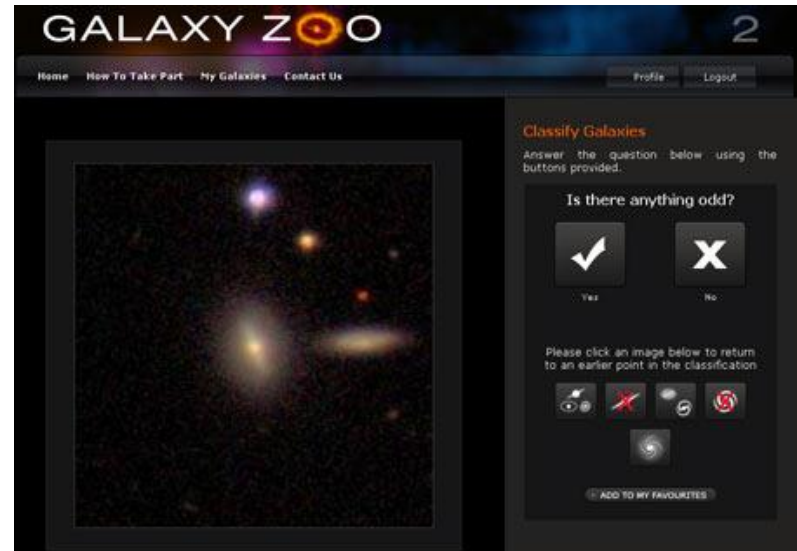 GALAXY ZOO 2
Home How To Take Part My Galaxies Contact Us Profile Logout
Classify Galaxies
Answer the question below using the
buttons provided.
Is there anything odd?
Yes No
Please click an image below to return
to an earlier point in the classification
ADD TO MY FAVOURITES